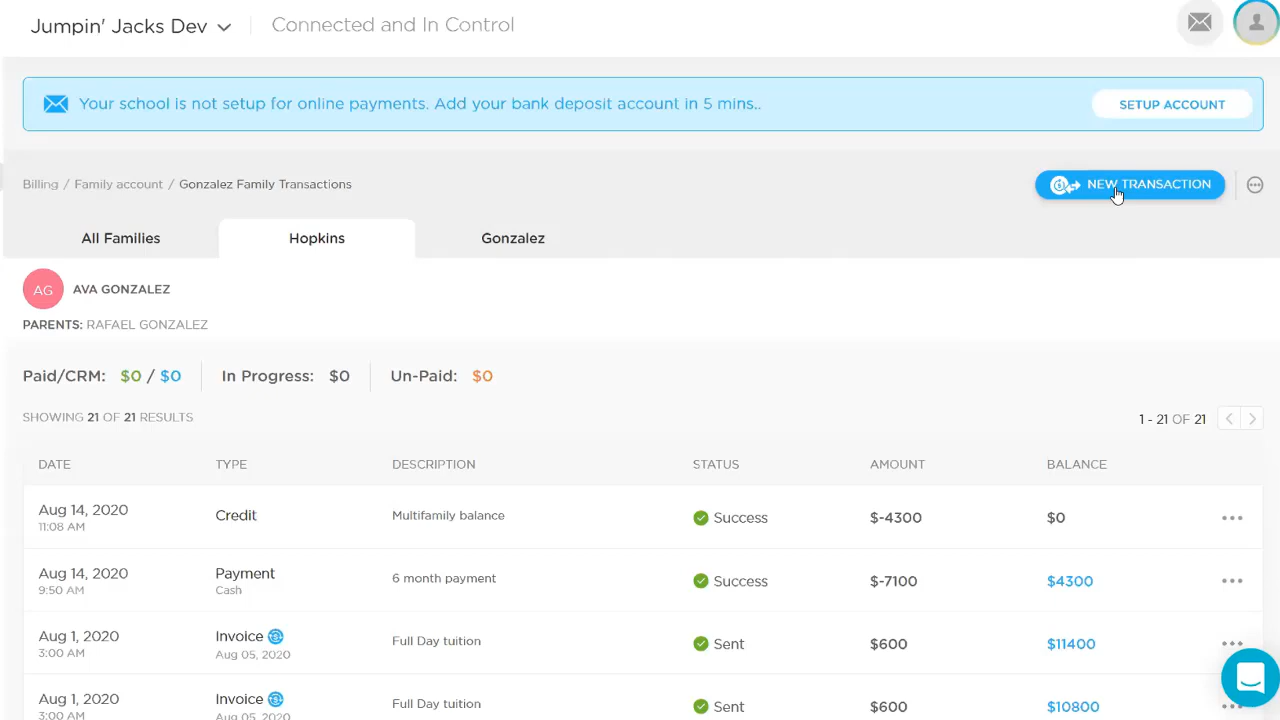 Jumpin' Jacks Dev
Connected and In Control
Your school is not setup for online payments. Add your bank deposit account in 5 mins..
SETUP ACCOUNT
Billing / Family account / Gonzalez Family Transactions
NEW TRANSACTION
All Families
Hopkins
Gonzalez
AG
AVA GONZALEZ
PARENTS: RAFAEL GONZALEZ
Paid/CRM: $0 / $0
In Progress: $0
Un-Paid: $0
SHOWING 21 OF 21 RESULTS
1 - 21 OF 21
DATE TYPE DESCRIPTION STATUS AMOUNT BALANCE
Aug 14, 2020 Credit Multifamily balance Success $-4300 $0
11:08 AM
Aug 14, 2020 Payment 6 month payment Success $-7100 $4300
9:50 AM Cash
Aug 1, 2020 Invoice Full Day tuition Sent $600 $11400
3:00 AM Aug 05, 2020
Aug 1, 2020 Invoice Full Day tuition Sent $600 $10800
3:00 AM Aug 05, 2020